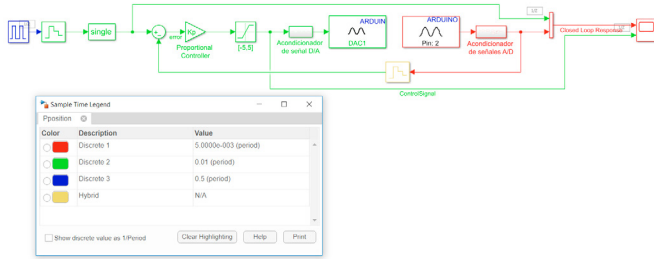 single
error
Kp
Proportional
Controller
[-5.5]
Acondicionador
de señal D/A
ARDUIN
DAC1
ARDUINO
Pin: 2
Acondicionador
de señales A/D
Closed Loop Response
ControlSignal
Sample Time Legend
Pposition
Color Description Value
Discrete 1 5.0000e-003 (period)
Discrete 2 0.01 (period)
Discrete 3 0.5 (period)
Hybrid N/A
Show discrete value as 1/Period
Clear Highlighting
Help
Print